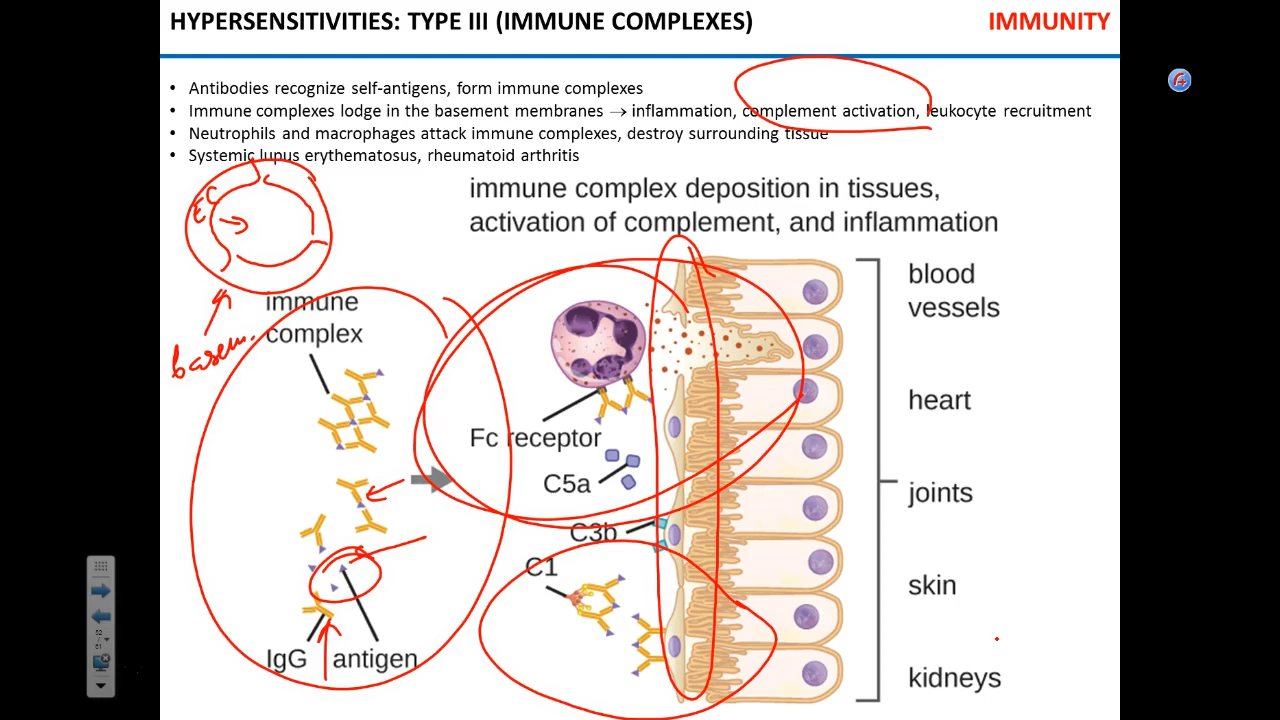 HYPERSENSITIVITIES: TYPE III (IMMUNE COMPLEXES)
IMMUNITY
• Antibodies recognize self-antigens, form immune complexes
• Immune complexes lodge in the basement membranes → inflammation, complement activation, leukocyte recruitment
• Neutrophils and macrophages attack immune complexes, destroy surrounding tissue
• Systemic lupus erythematosus, rheumatoid arthritis
immune complex deposition in tissues,
activation of complement, and inflammation
EC
basem.
immune
complex
Fc receptor
C5a
C3b
C1
IgG
antigen
blood
vessels
heart
joints
skin
kidneys